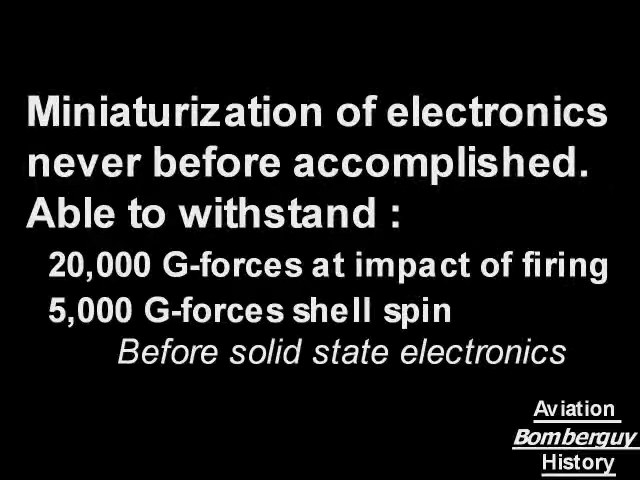 Miniaturization of electronics
never before accomplished.
Able to withstand :
20,000 G-forces at impact of firing
5,000 G-forces shell spin
Before solid state electronics
Aviation
Bomberguy
History